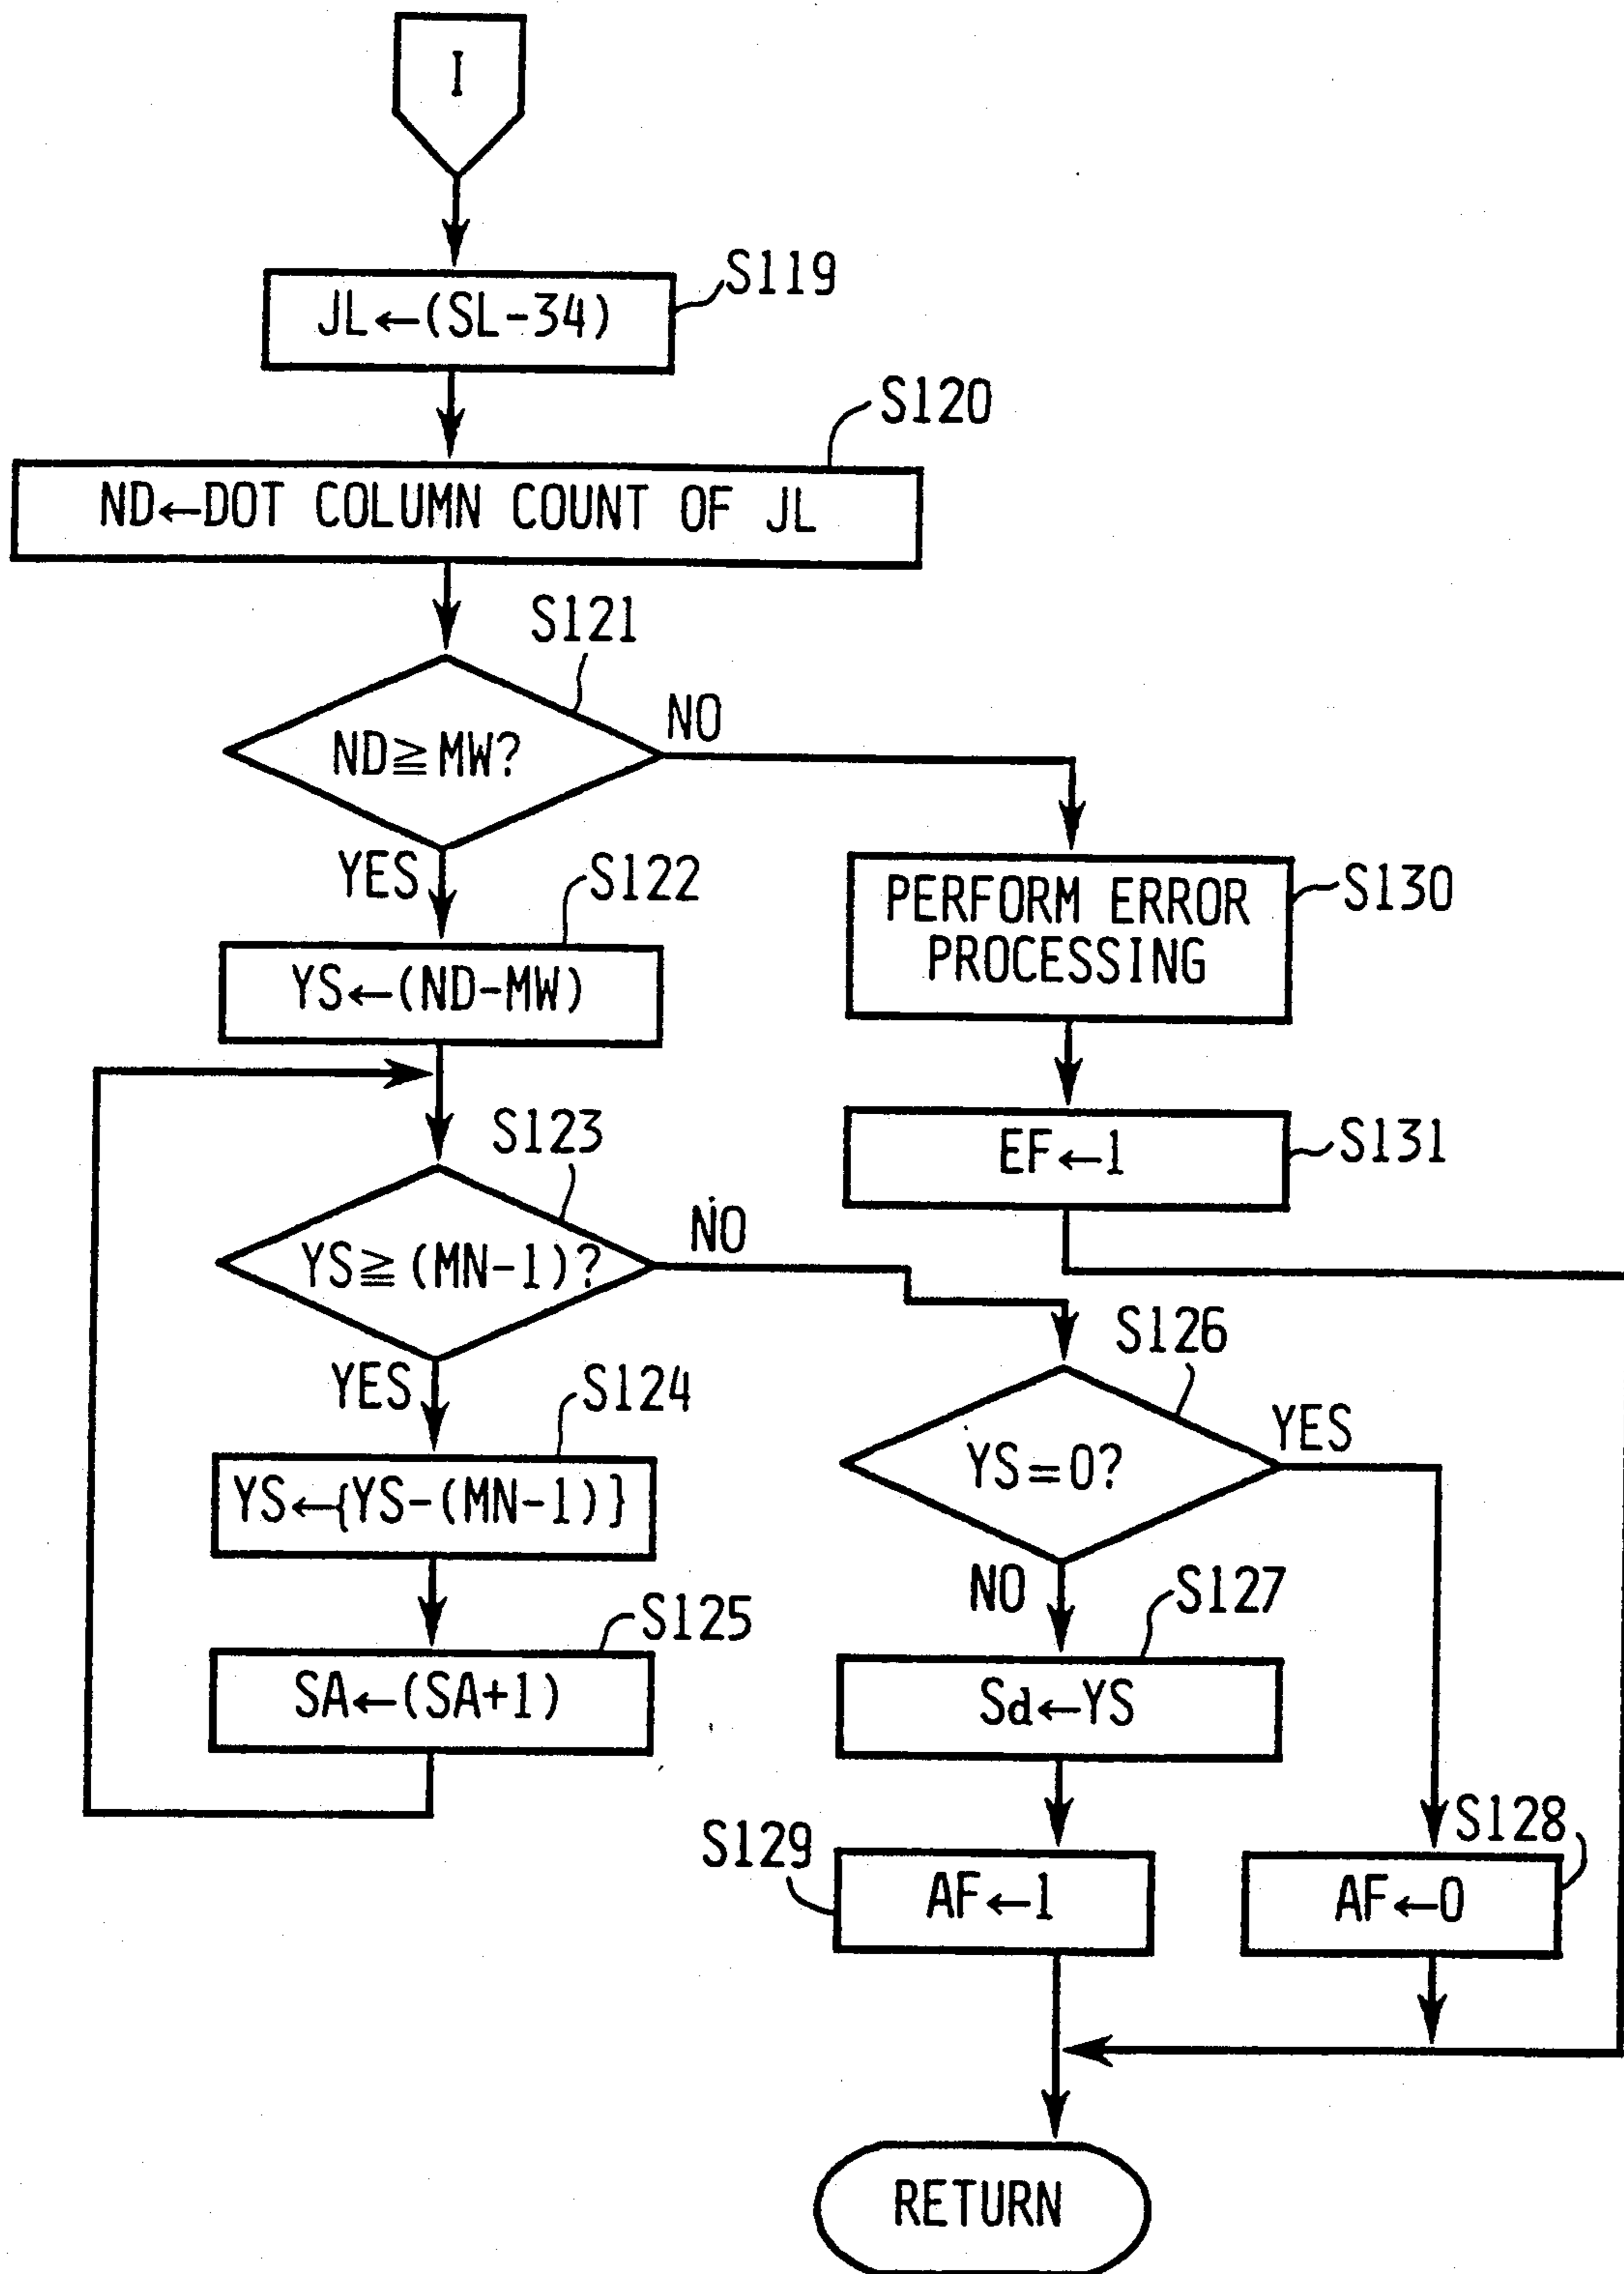 I
JL←(SL-34)
S119
S120
ND←DOT COLUMN COUNT OF JL
S121
ND≧MW?
NO
YES
S122
S130
PERFORM ERROR
PROCESSING
YS←(ND-MW)
S123
EF←1
S131
YS≧(MN-1)?
NO
YES
S124
S126
YS=0?
YES
YS←{YS-(MN-1)}
NO
S127
S125
SA←(SA+1)
Sd←YS
S129
AF←1
S128
AF←0
RETURN